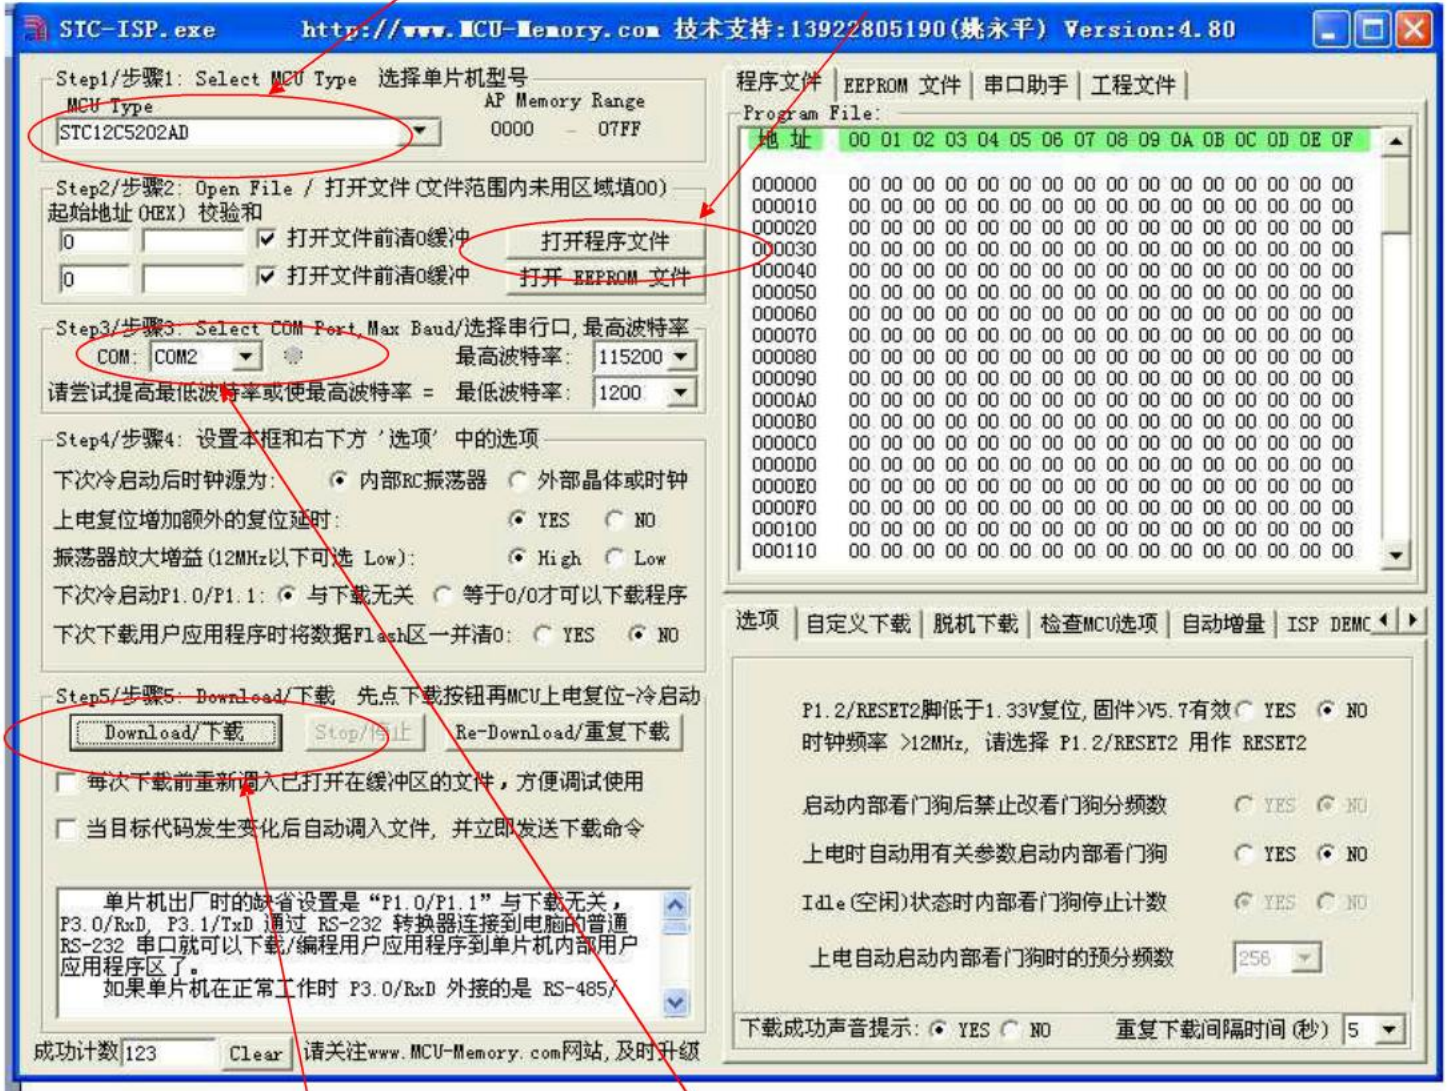 STC-ISP.exe http://www.MCU-Memory.com 技术支持:13922805190(姚永平) Version:4.80
Step1/步骤1: Select MCU Type 选择单片机型号
MCU Type AP Memory Range
STC12C5202AD 0000 - 07FF
Step2/步骤2: Open File / 打开文件(文件范围内未用区域填00)
起始地址(HEX) 校验和
0 打开文件前清0缓冲 打开程序文件
0 打开文件前清0缓冲 打开 EEPROM 文件
Step3/步骤3: Select COM Port,Max Baud/选择串行口,最高波特率
COM: COM2 最高波特率: 115200
请尝试提高最低波特率或使最高波特率 = 最低波特率: 1200
Step4/步骤4: 设置本框和右下方 '选项' 中的选项
下次冷启动后时钟源为: 内部RC振荡器 外部晶体或时钟
上电复位增加额外的复位延时: YES NO
振荡器放大增益(12MHz以下可选 Low): High Low
下次冷启动P1.0/P1.1: 与下载无关 等于0/0才可以下载程序
下次下载用户应用程序时将数据Flash区一并清0: YES NO
Step5/步骤5: Download/下载 先点下载按钮再MCU上电复位-冷启动
Download/下载 Stop/停止 Re-Download/重复下载
每次下载前重新调入已打开在缓冲区的文件,方便调试使用
当目标代码发生变化后自动调入文件, 并立即发送下载命令
单片机出厂时的缺省设置是“P1.0/P1.1”与下载无关,
P3.0/RxD, P3.1/TxD 通过 RS-232 转换器连接到电脑的普通
RS-232 串口就可以下载/编程用户应用程序到单片机内部用户
应用程序区了。
如果单片机在正常工作时 P3.0/RxD 外接的是 RS-485/
成功计数 123 Clear 请关注www.MCU-Memory.com网站,及时升级
程序文件 EEPROM 文件 串口助手 工程文件
Program File:
地 址 00 01 02 03 04 05 06 07 08 09 0A 0B 0C 0D 0E 0F
000000 00 00 00 00 00 00 00 00 00 00 00 00 00 00 00 00
000010 00 00 00 00 00 00 00 00 00 00 00 00 00 00 00 00
000020 00 00 00 00 00 00 00 00 00 00 00 00 00 00 00 00
000030 00 00 00 00 00 00 00 00 00 00 00 00 00 00 00 00
000040 00 00 00 00 00 00 00 00 00 00 00 00 00 00 00 00
000050 00 00 00 00 00 00 00 00 00 00 00 00 00 00 00 00
000060 00 00 00 00 00 00 00 00 00 00 00 00 00 00 00 00
000070 00 00 00 00 00 00 00 00 00 00 00 00 00 00 00 00
000080 00 00 00 00 00 00 00 00 00 00 00 00 00 00 00 00
000090 00 00 00 00 00 00 00 00 00 00 00 00 00 00 00 00
0000A0 00 00 00 00 00 00 00 00 00 00 00 00 00 00 00 00
0000B0 00 00 00 00 00 00 00 00 00 00 00 00 00 00 00 00
0000C0 00 00 00 00 00 00 00 00 00 00 00 00 00 00 00 00
0000D0 00 00 00 00 00 00 00 00 00 00 00 00 00 00 00 00
0000E0 00 00 00 00 00 00 00 00 00 00 00 00 00 00 00 00
0000F0 00 00 00 00 00 00 00 00 00 00 00 00 00 00 00 00
000100 00 00 00 00 00 00 00 00 00 00 00 00 00 00 00 00
000110 00 00 00 00 00 00 00 00 00 00 00 00 00 00 00 00
选项 自定义下载 脱机下载 检查MCU选项 自动增量 ISP DEMC
P1.2/RESET2脚低于1.33V复位,固件>V5.7有效 YES NO
时钟频率 >12MHz, 请选择 P1.2/RESET2 用作 RESET2
启动内部看门狗后禁止改看门狗分频数 YES NO
上电时自动用有关参数启动内部看门狗 YES NO
Idle(空闲)状态时内部看门狗停止计数 YES NO
上电自动启动内部看门狗时的预分频数 256
下载成功声音提示: YES NO 重复下载间隔时间(秒) 5